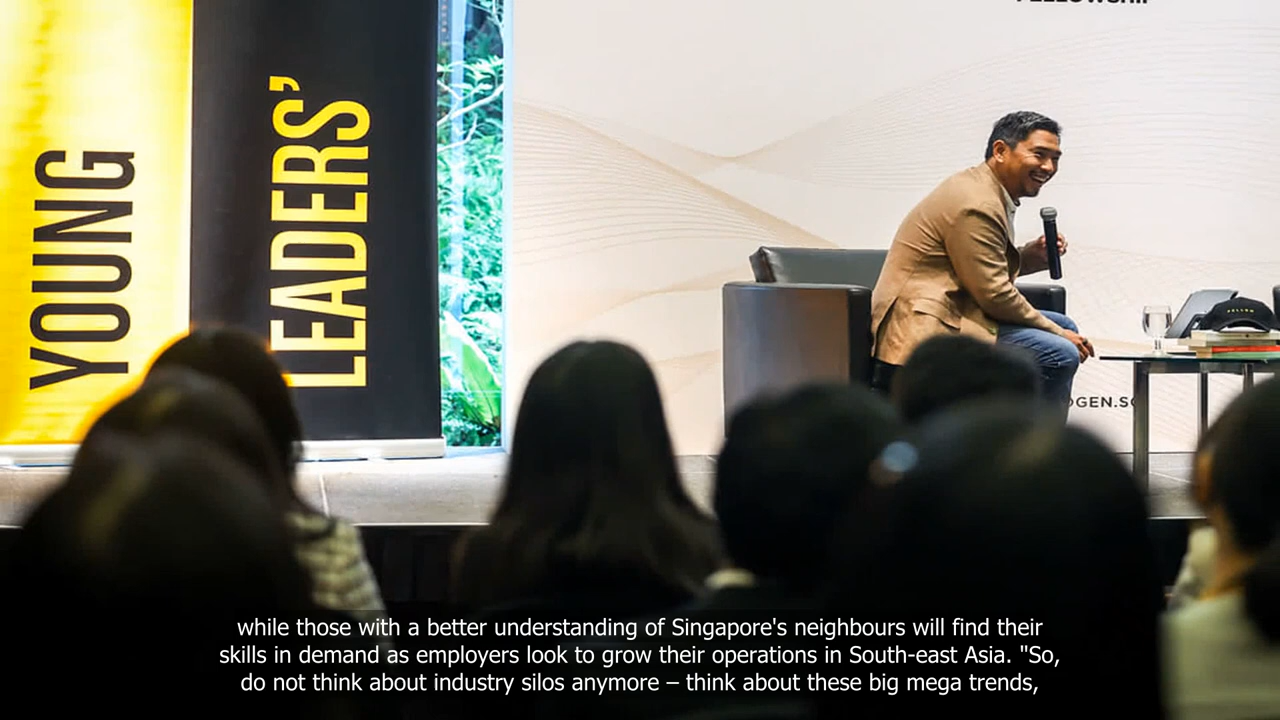 YOUNG
LEADERS'
while those with a better understanding of Singapore's neighbours will find their
skills in demand as employers look to grow their operations in South-east Asia. "So,
do not think about industry silos anymore – think about these big mega trends,